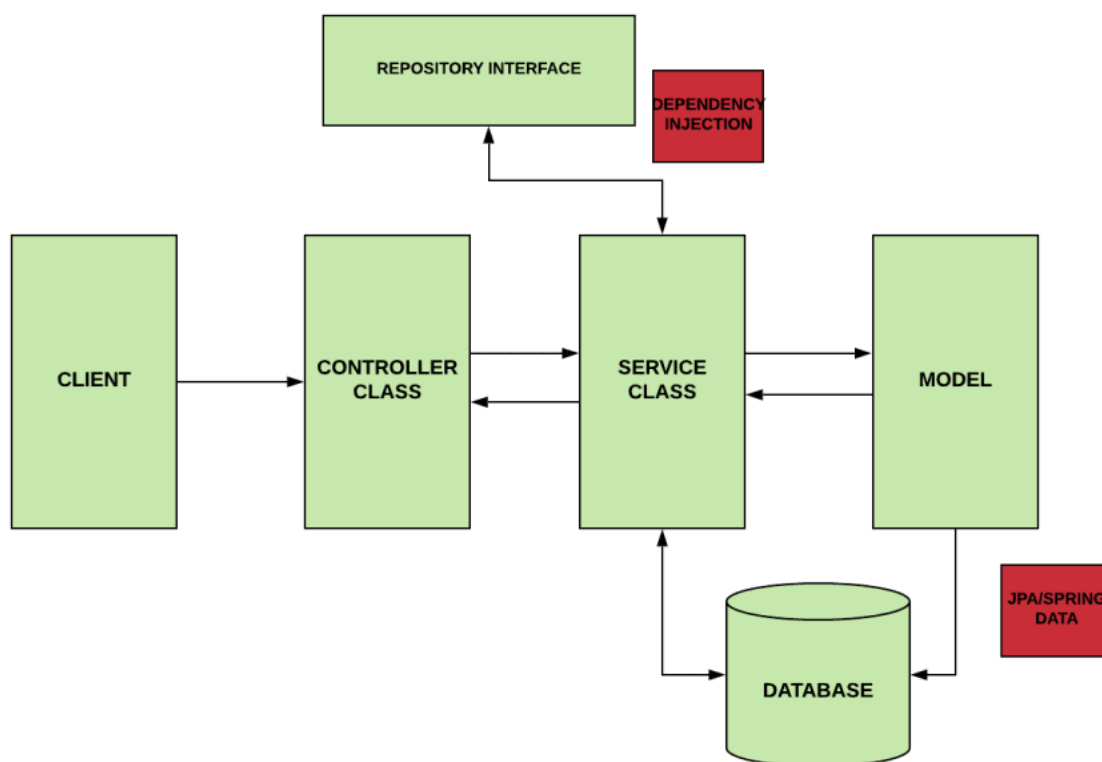 REPOSITORY INTERFACE
DEPENDENCY
INJECTION
CLIENT
CONTROLLER
CLASS
SERVICE
CLASS
MODEL
JPA/SPRING
DATA
DATABASE